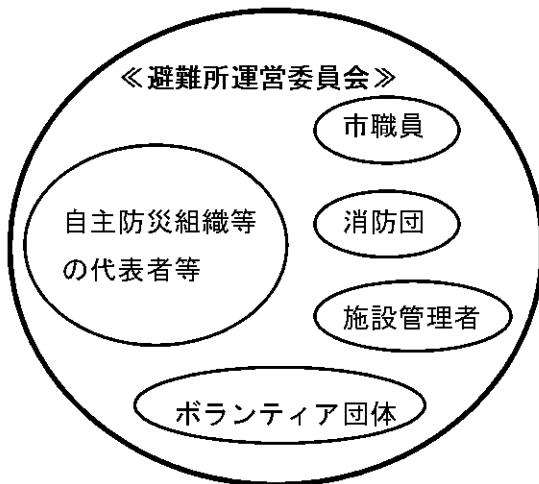 ≪避難所運営委員会≫
市職員
自主防災組織等
の代表者等
消防団
施設管理者
ボランティア団体